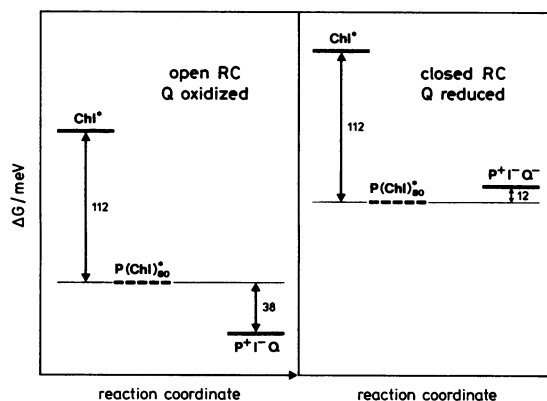 ΔG/meV
open RC
Q oxidized
Chl*
112
P(Chl)*80
38
P+I-Q
reaction coordinate
Chl*
closed RC
Q reduced
112
P(Chl)*80
P+I-Q-
12
reaction coordinate